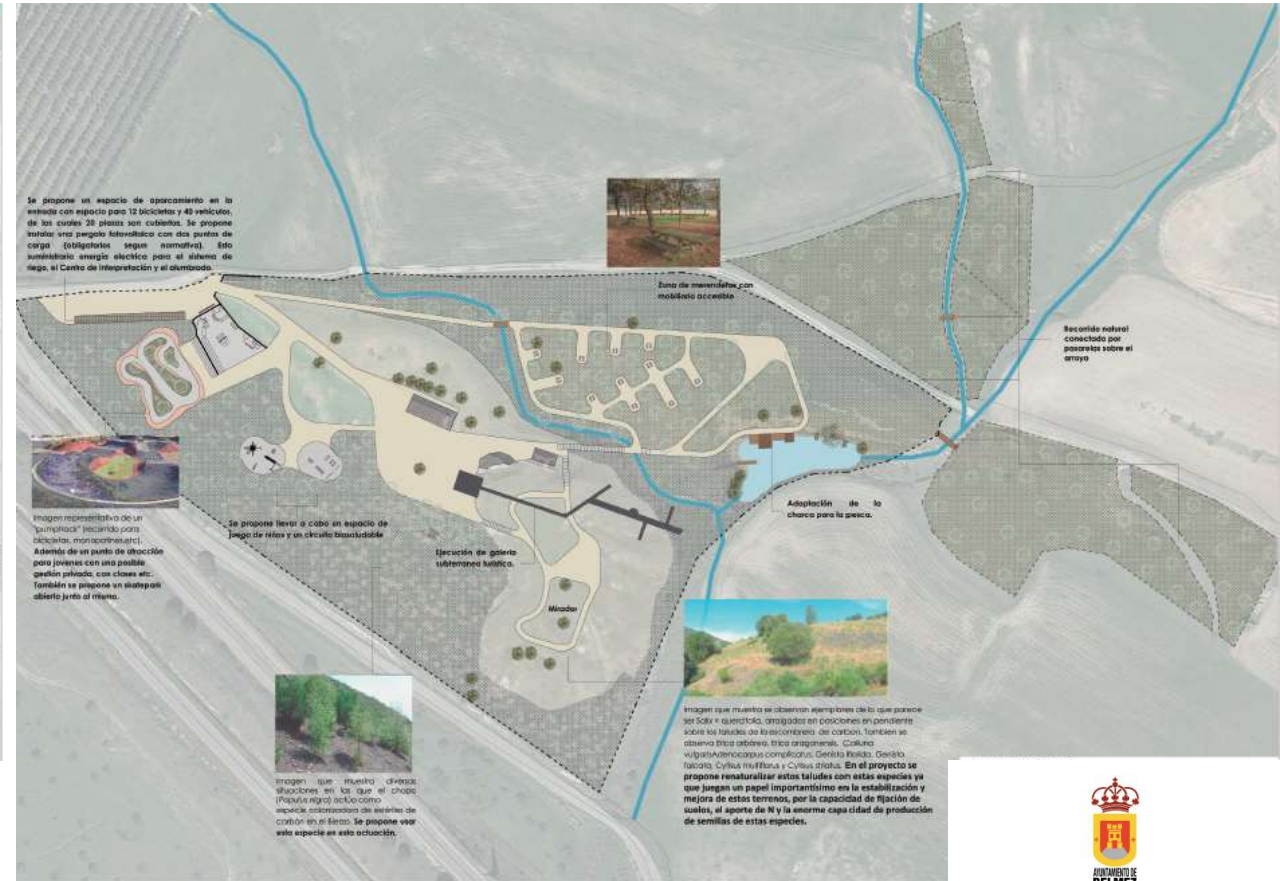 Se propone un espacio de aparcamiento en la
entrada con espacio para 12 bicicletas y 40 vehículos,
de los cuales 20 plazas son cubiertas. Se propone
instalar una pergola fotovoltaica con dos puntos de
carga (obligatorios segun normativa). Esto
suministraria energia electrica para el sistema de
riego, el Centro de Interpretación y el alumbrado.
Zona de merenderos con
mobiliario accesible
Recorrido natural
conectado por
pasarelas sobre el
arroyo
Imagen representativa de un
"pumptrack" (recorrido para
bicicletas, monopatines,etc).
Además de un punto de atracción
para jovenes con una posible
gestión privada, con clases etc.
También se propone un skatepark
abierto junto al mismo.
Se propone llevar a cabo un espacio de
juego de niños y un circuito biosaludable
Ejecución de galería
subterranea turística.
Adaptación de la
charca para la pesca.
Mirador
Imagen que muestra diversas
situaciones en las que el chopo
(Populus nigra) actúa como
especie colonizadora de estériles de
carbón en el Bierzo. Se propone usar
esta especie en esta actuación.
Imagen que muestra se observan ejemplares de lo que parece
ser Salix × quercifolia, arraigados en posiciones en pendiente
sobre los taludes de la escombrera de carbón. Tambien se
observa Erica arbórea, Erica aragonensis, Calluna
vulgarisAdenocarpus complicatus, Genista florida, Genista
falcata, Cytisus multiflorus y Cytisus striatus. En el proyecto se
propone renaturalizar estos taludes con estas especies ya
que juegan un papel importantísimo en la estabilización y
mejora de estos terrenos, por la capacidad de fijación de
suelos, el aporte de N y la enorme capa cidad de producción
de semillas de estas especies.
AYUNTAMIENTO DE
BELMEZ